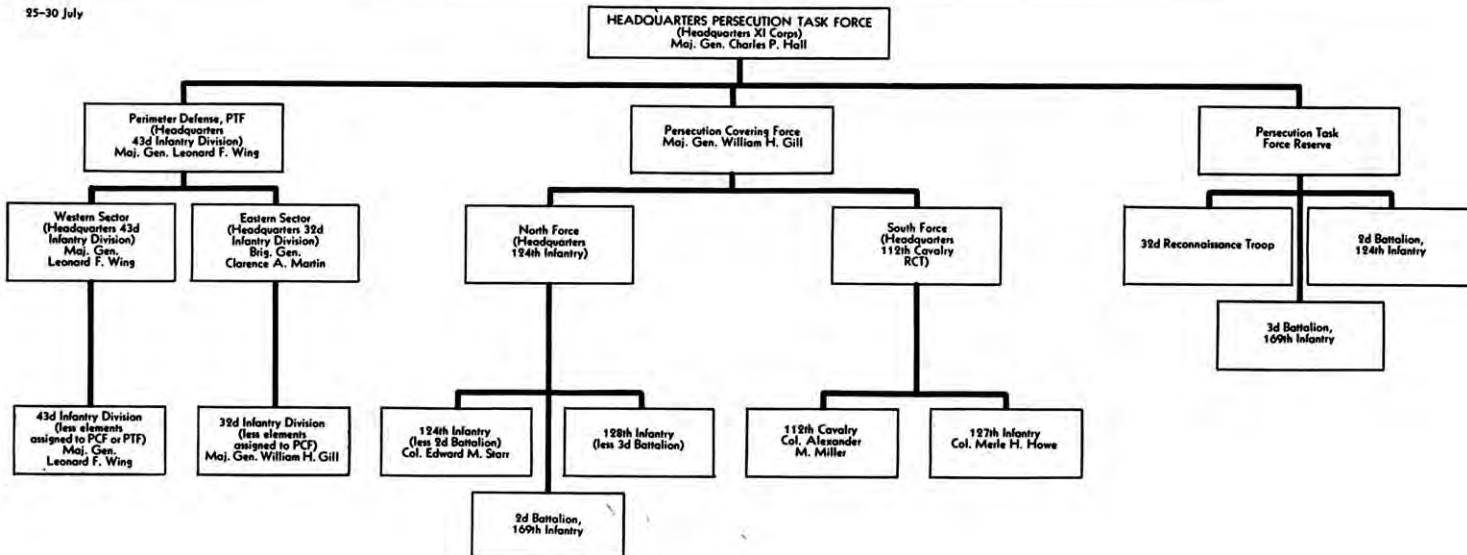 25-30 July
HEADQUARTERS PERSECUTION TASK FORCE
(Headquarters XI Corps)
Maj. Gen. Charles P. Hall
Perimeter Defense, PTF
(Headquarters
43d Infantry Division)
Maj. Gen. Leonard F. Wing
Persecution Covering Force
Maj. Gen. William H. Gill
Persecution Task
Force Reserve
Western Sector
(Headquarters 43d
Infantry Division)
Maj. Gen.
Leonard F. Wing
Eastern Sector
(Headquarters 32d
Infantry Division)
Brig. Gen.
Clarence A. Martin
North Force
(Headquarters
124th Infantry)
South Force
(Headquarters
112th Cavalry
RCT)
32d Reconnaissance Troop
2d Battalion,
124th Infantry
3d Battalion,
169th Infantry
43d Infantry Division
(less elements
assigned to PCF or PTF)
Maj. Gen.
Leonard F. Wing
32d Infantry Division
(less elements
assigned to PCF)
Maj. Gen. William H. Gill
124th Infantry
(less 2d Battalion)
Col. Edward M. Starr
128th Infantry
(less 3d Battalion)
112th Cavalry
Col. Alexander
M. Miller
127th Infantry
Col. Merle H. Howe
2d Battalion,
169th Infantry